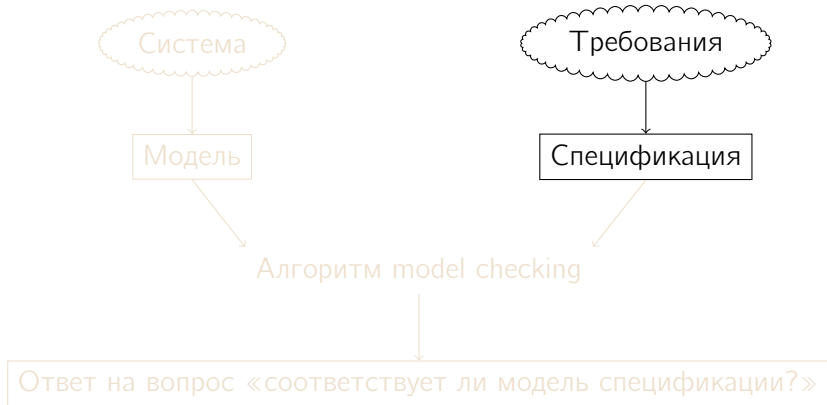 Система
Требования
Модель
Спецификация
Алгоритм model checking
Ответ на вопрос «соответствует ли модель спецификации?»